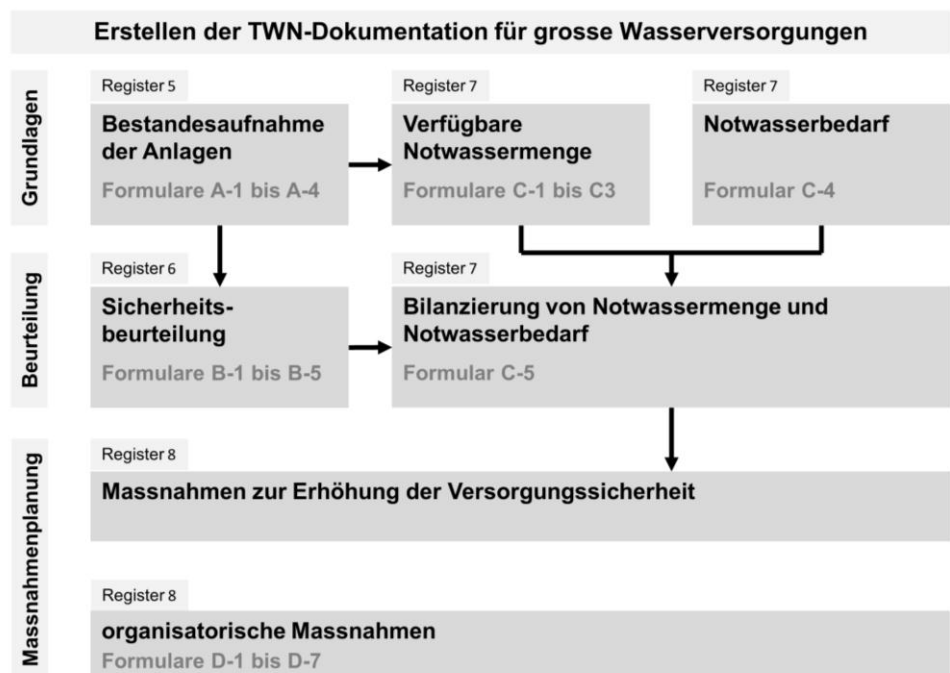 Erstellen der TWN-Dokumentation für grosse Wasserversorgungen
Grundlagen
Register 5
Bestandesaufnahme
der Anlagen
Formulare A-1 bis A-4
Register 7
Verfügbare
Notwassermenge
Formulare C-1 bis C3
Register 7
Notwasserbedarf
Formular C-4
Beurteilung
Register 6
Sicherheits-
beurteilung
Formulare B-1 bis B-5
Register 7
Bilanzierung von Notwassermenge und
Notwasserbedarf
Formular C-5
Massnahmenplanung
Register 8
Massnahmen zur Erhöhung der Versorgungssicherheit
Register 8
organisatorische Massnahmen
Formulare D-1 bis D-7